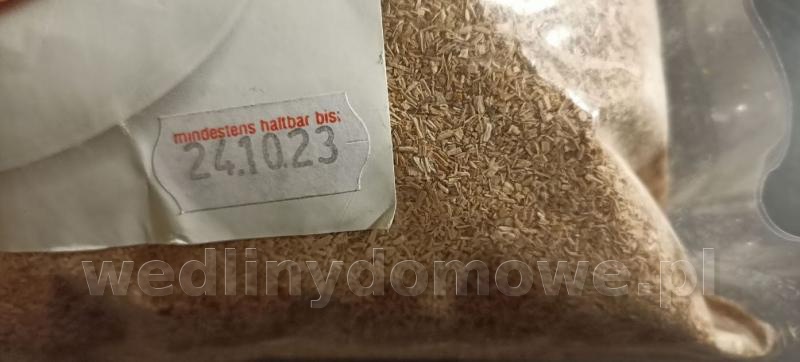 mindestens haltbar bis:
24.10.23
wedlinydomowe.pl